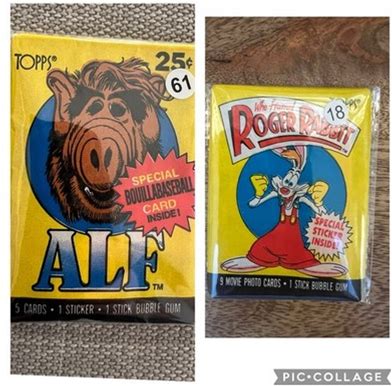 TOPPS®
25¢
61
SPECIAL
BOUILLABASEBALL
CARD
INSIDE!
ALF™
5 CARDS • 1 STICKER • 1 STICK BUBBLE GUM
Who Framed
18
ROGER RABBIT
SPECIAL
STICKER
INSIDE!
9 MOVIE PHOTO CARDS • 1 STICK BUBBLE GUM
PIC•COLLAGE